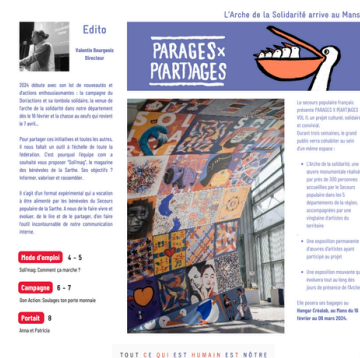 L'Arche de la Solidarité arrive au Mans
Edito
Valentin Bourgeois
Directeur
PARAGES X
P(ART)AGES
2024 débute avec son lot de nouveautés et
d'actions enthousiasmantes : la campagne du
Don'actions et sa tombola solidaire, la venue de
l'arche de la solidarité dans notre département
dès le 16 février et la chasse au oeufs qui revient
le 7 avril...
Pour partager ces initiatives et toutes les autres,
il nous fallait un outil à l'échelle de toute la
fédération. C'est pourquoi l'équipe com a
souhaité vous proposer "Soli'mag", le magazine
des bénévoles de la Sarthe. Ses objectifs ?
Informer, valoriser et rassembler.
Il s'agit d'un format expérimental qui a vocation
à être alimenté par les bénévoles du Secours
populaire de la Sarthe. A nous de le faire vivre et
évoluer, de le lire et de le partager, d'en faire
l'outil incontournable de notre communication
interne.
Mode d'emploi 4 - 5
Soli'mag: Comment ça marche ?
Campagne 6 - 7
Don Action: Soulages ton porte monnaie
Portait 8
Anna et Patricia
Le secours populaire français
présente PARAGES X P(ART)AGES
VOL II, un projet culturel, solidaire
et convivial.
Durant trois semaines, le grand
public verra cohabiter au sein
d'un même espace :
• L'Arche de la solidarité, une
œuvre monumentale réalisée
par près de 300 personnes
accueillies par le Secours
populaire dans les 5
départements de la région,
accompagnées par une
vingtaine d'artistes du
territoire
• Une exposition permanente
d'œuvres d'artistes ayant
participé au projet
• Une exposition mouvante qui
évoluera tout au long des
jours de présence de l'Arche
Elle posera ses bagages au
Hangar Créalab, au Mans du 16
février au 09 mars 2024.
TOUT CE QUI EST HUMAIN EST NÔTRE